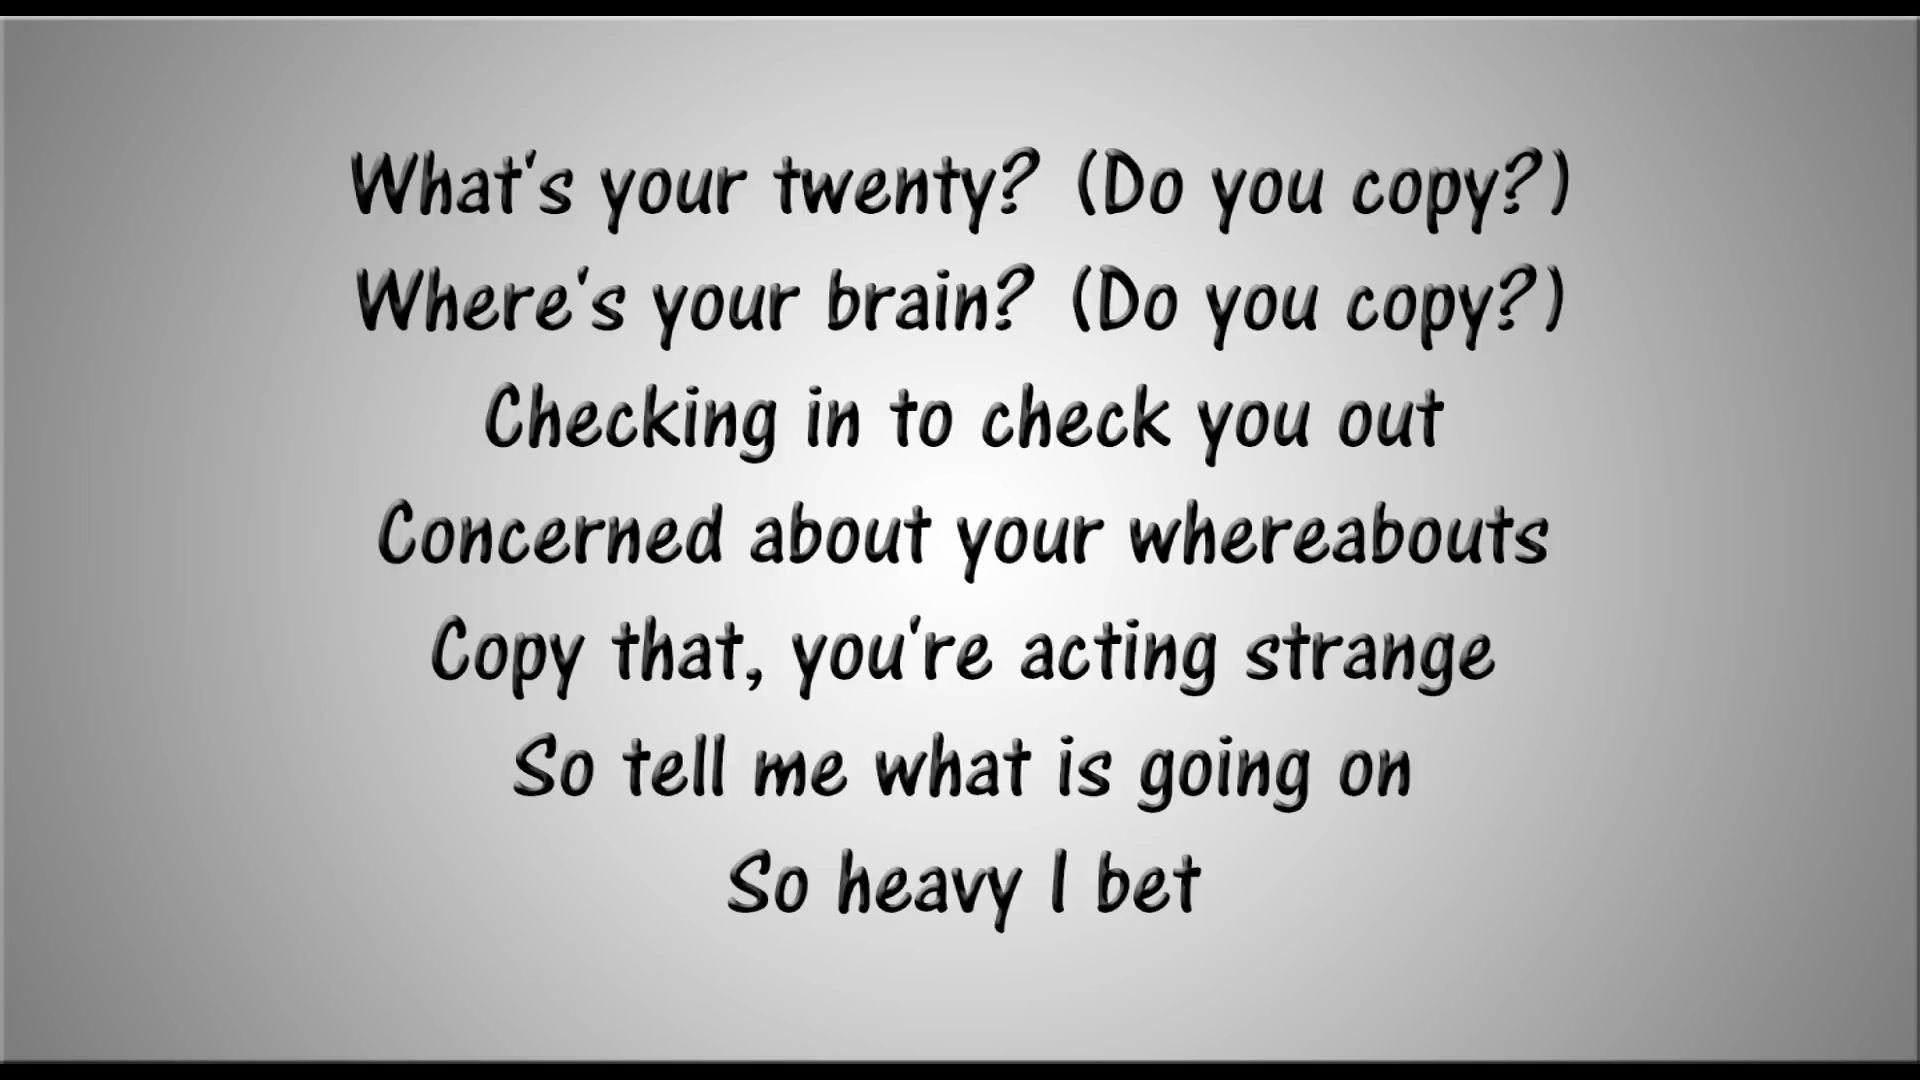 What's your twenty? (Do you copy?)
Where's your brain? (Do you copy?)
Checking in to check you out
Concerned about your whereabouts
Copy that, you're acting strange
So tell me what is going on
So heavy I bet